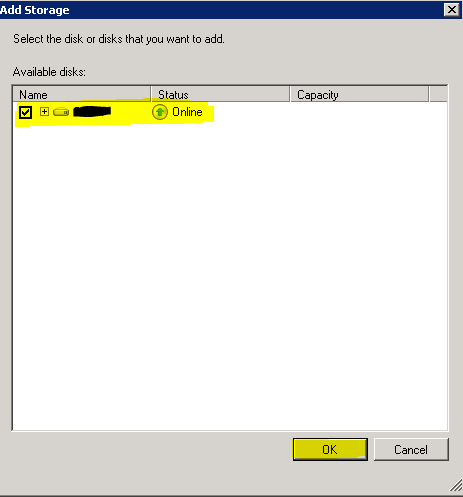 Add Storage
Select the disk or disks that you want to add.
Available disks:
Name Status Capacity
Online
OK Cancel